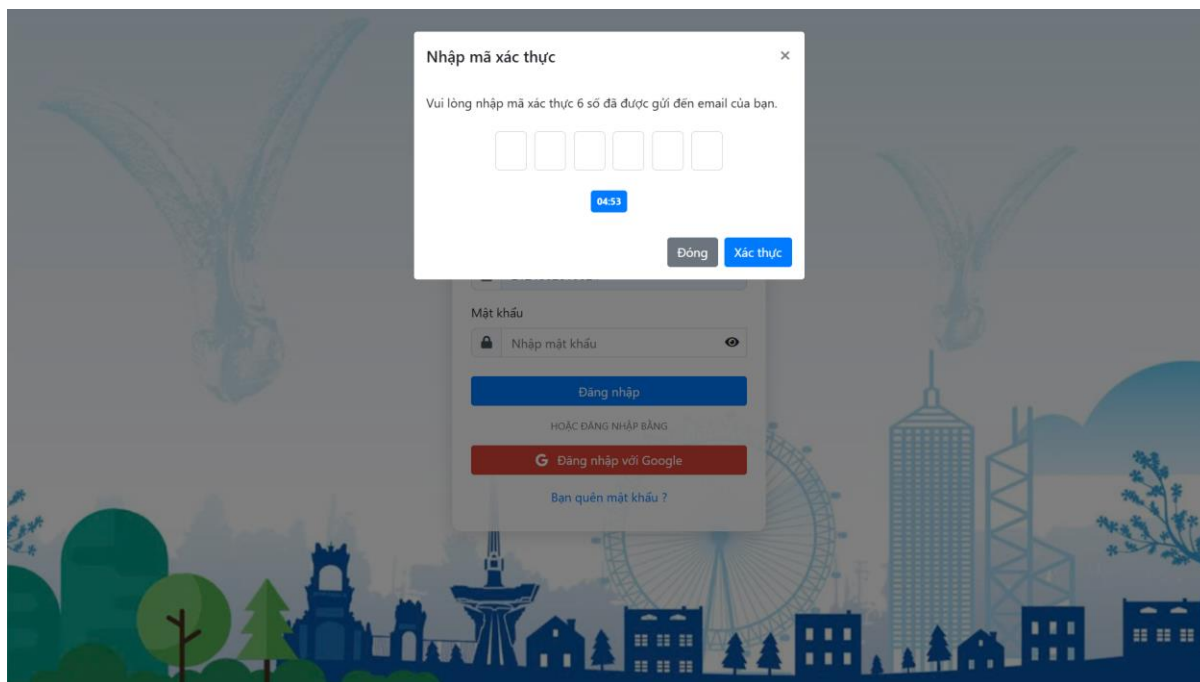 Nhập mã xác thực
×
Vui lòng nhập mã xác thực 6 số đã được gửi đến email của bạn.
04:53
Đóng
Xác thực
Mật khẩu
Nhập mật khẩu
Đăng nhập
HOẶC ĐĂNG NHẬP BẰNG
G Đăng nhập với Google
Bạn quên mật khẩu ?